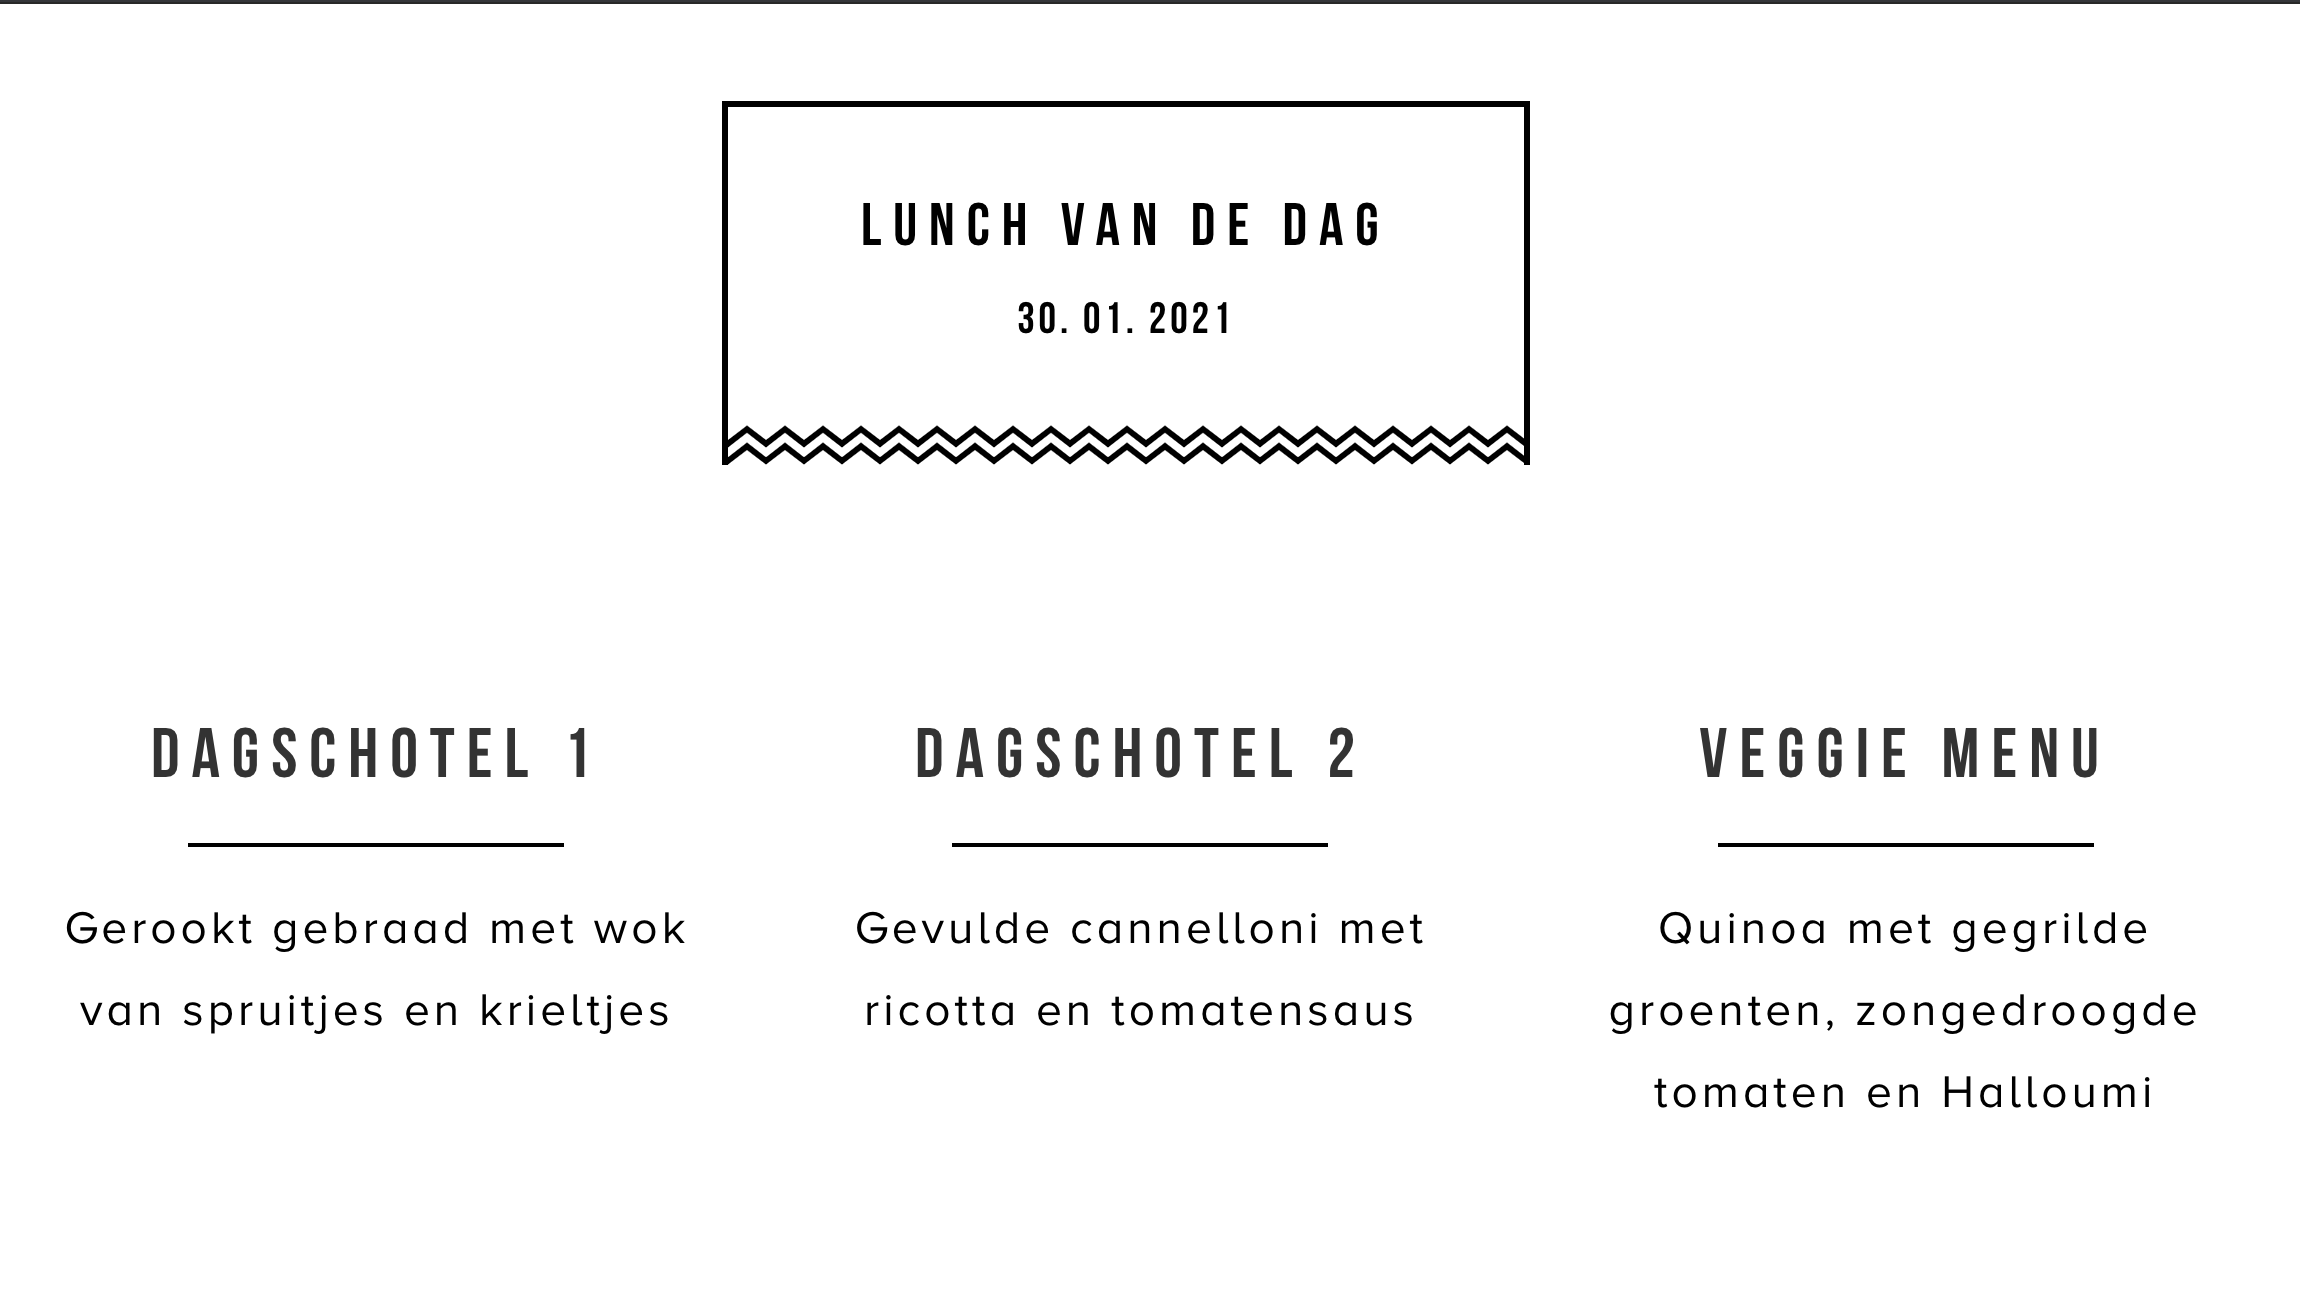 LUNCH VAN DE DAG
30. 01. 2021
DAGSCHOTEL 1
Gerookt gebraad met wok
van spruitjes en krieltjes
DAGSCHOTEL 2
Gevulde cannelloni met
ricotta en tomatensaus
VEGGIE MENU
Quinoa met gegrilde
groenten, zongedroogde
tomaten en Halloumi